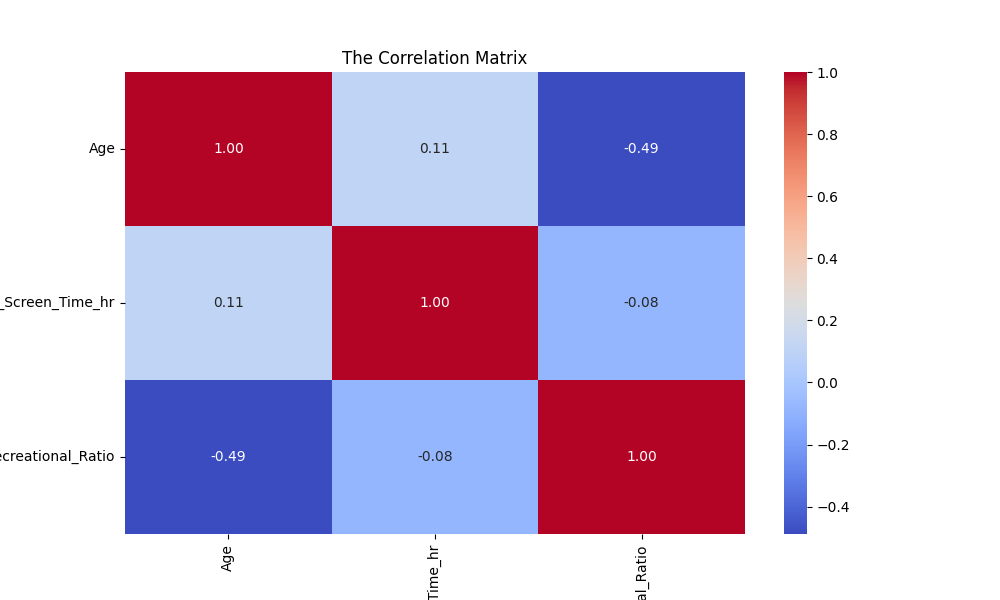 The Correlation Matrix
Age
1.00
0.11
-0.49
_Screen_Time_hr
0.11
1.00
-0.08
ecreational_Ratio
-0.49
-0.08
1.00
Age
Time_hr
al_Ratio
1.0
0.8
0.6
0.4
0.2
0.0
−0.2
−0.4